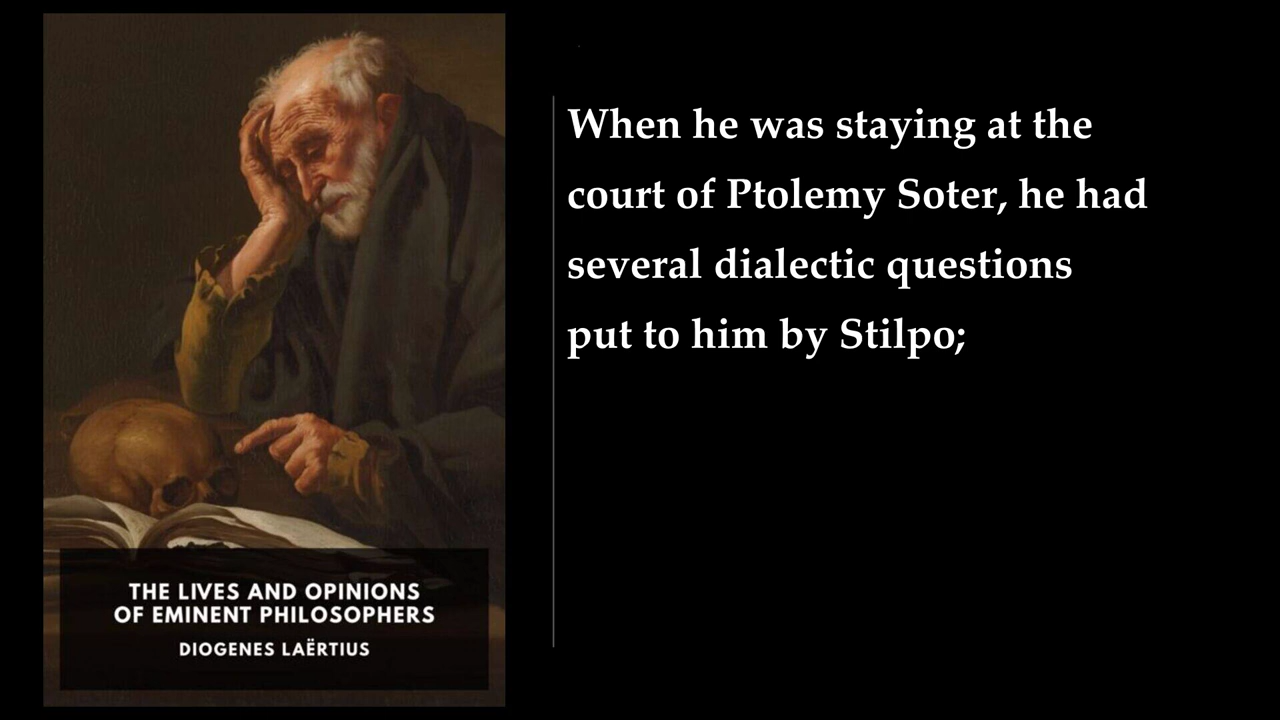 When he was staying at the
court of Ptolemy Soter, he had
several dialectic questions
put to him by Stilpo;
THE LIVES AND OPINIONS
OF EMINENT PHILOSOPHERS
DIOGENES LAËRTIUS